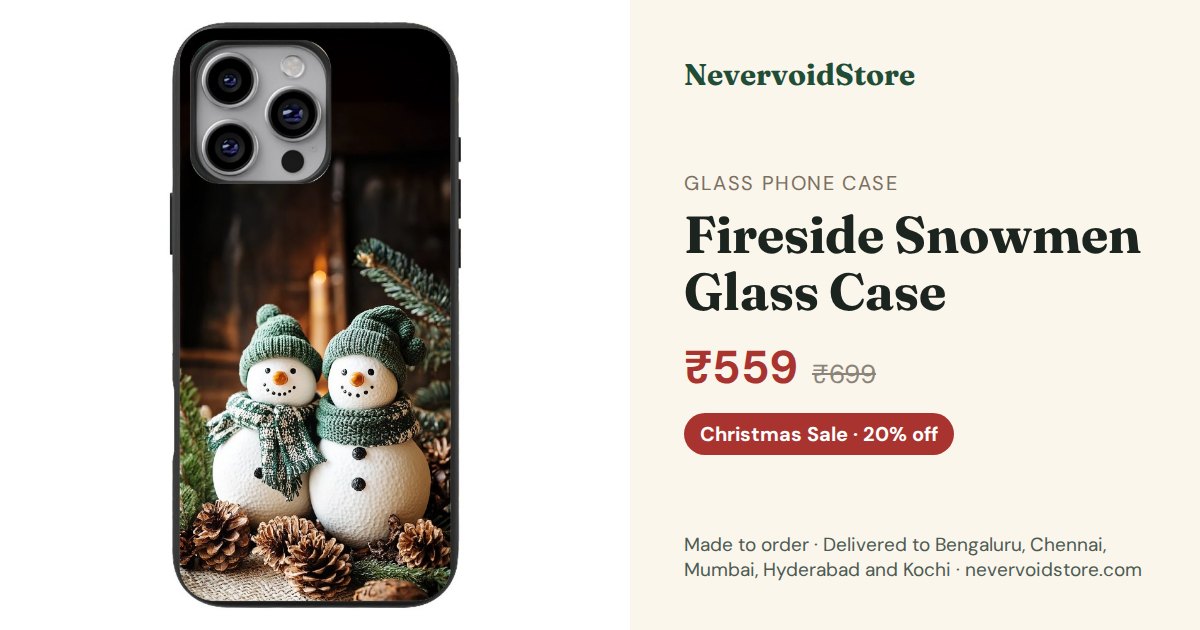 NevervoidStore
GLASS PHONE CASE
Fireside Snowmen
Glass Case
₹559 ₹699
Christmas Sale · 20% off
Made to order · Delivered to Bengaluru, Chennai,
Mumbai, Hyderabad and Kochi · nevervoidstore.com